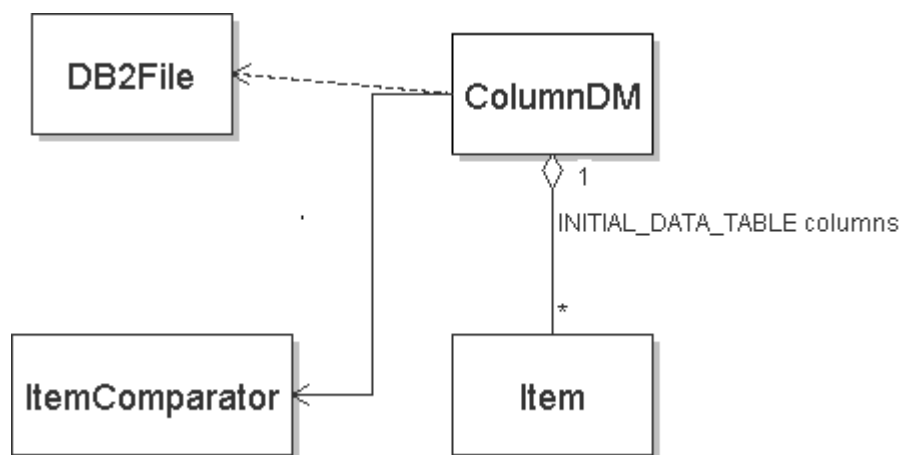 DB2File
ColumnDM
1
INITIAL_DATA_TABLE columns
*
ItemComparator
Item